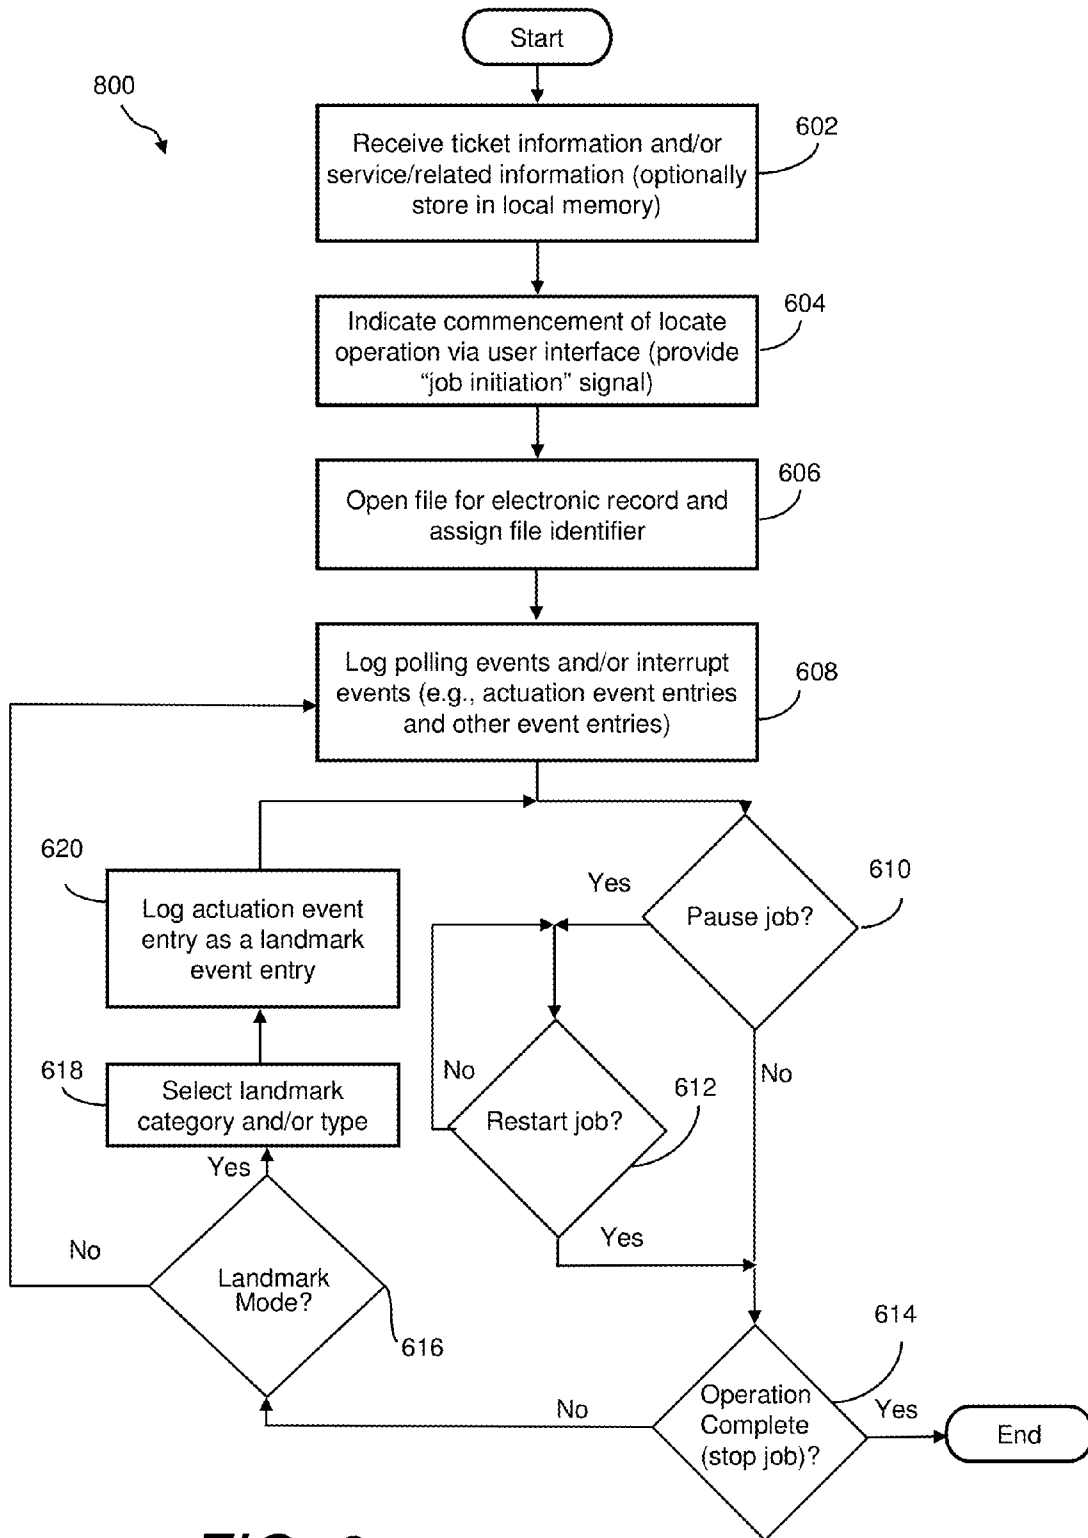 Start
800
Receive ticket information and/or
service/related information (optionally
store in local memory)
602
Indicate commencement of locate
operation via user interface (provide
“job initiation” signal)
604
Open file for electronic record and
assign file identifier
606
Log polling events and/or interrupt
events (e.g., actuation event entries
and other event entries)
608
620
Log actuation event
entry as a landmark
event entry
Yes
Pause job?
610
618
Select landmark
category and/or type
No
Restart job?
612
No
Yes
Yes
No
Landmark
Mode?
616
614
Operation
Complete
(stop job)?
No
Yes
End